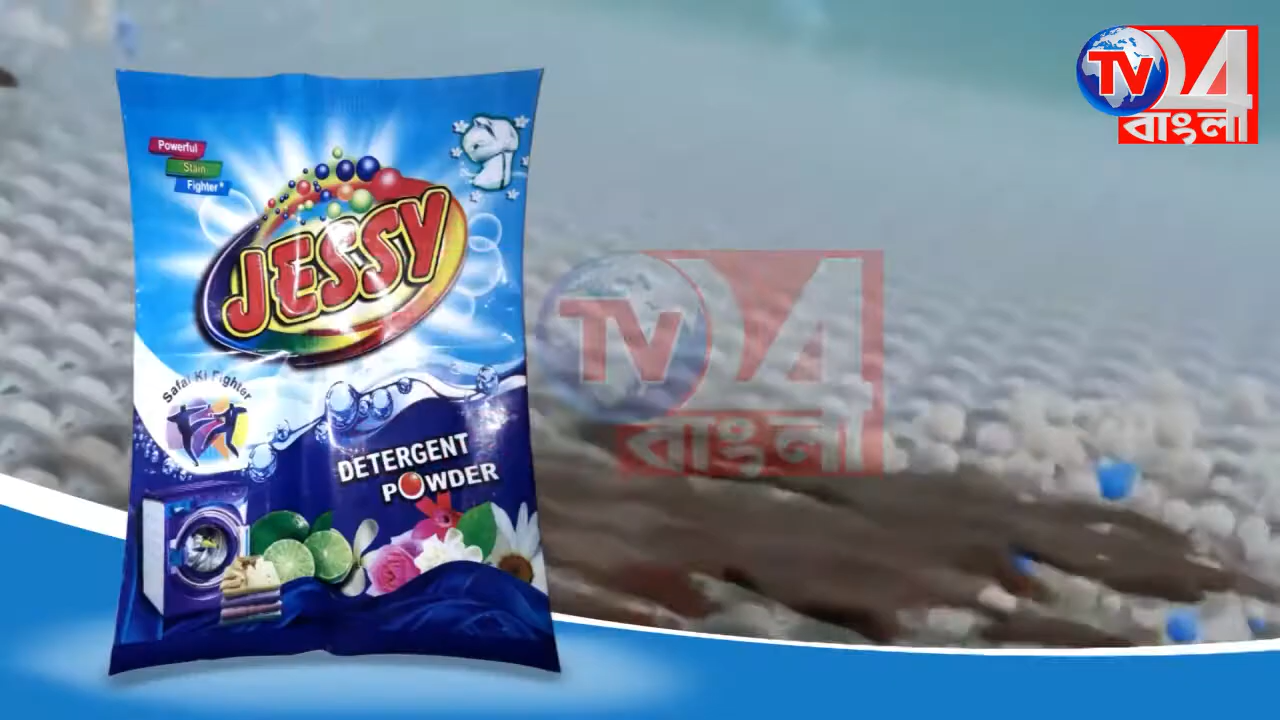 Powerful
Stain
Fighter*
JESSY
Safai Ki Fighter
DETERGENT
POWDER
TV 24
বাংলা
TV 24
বাংলা